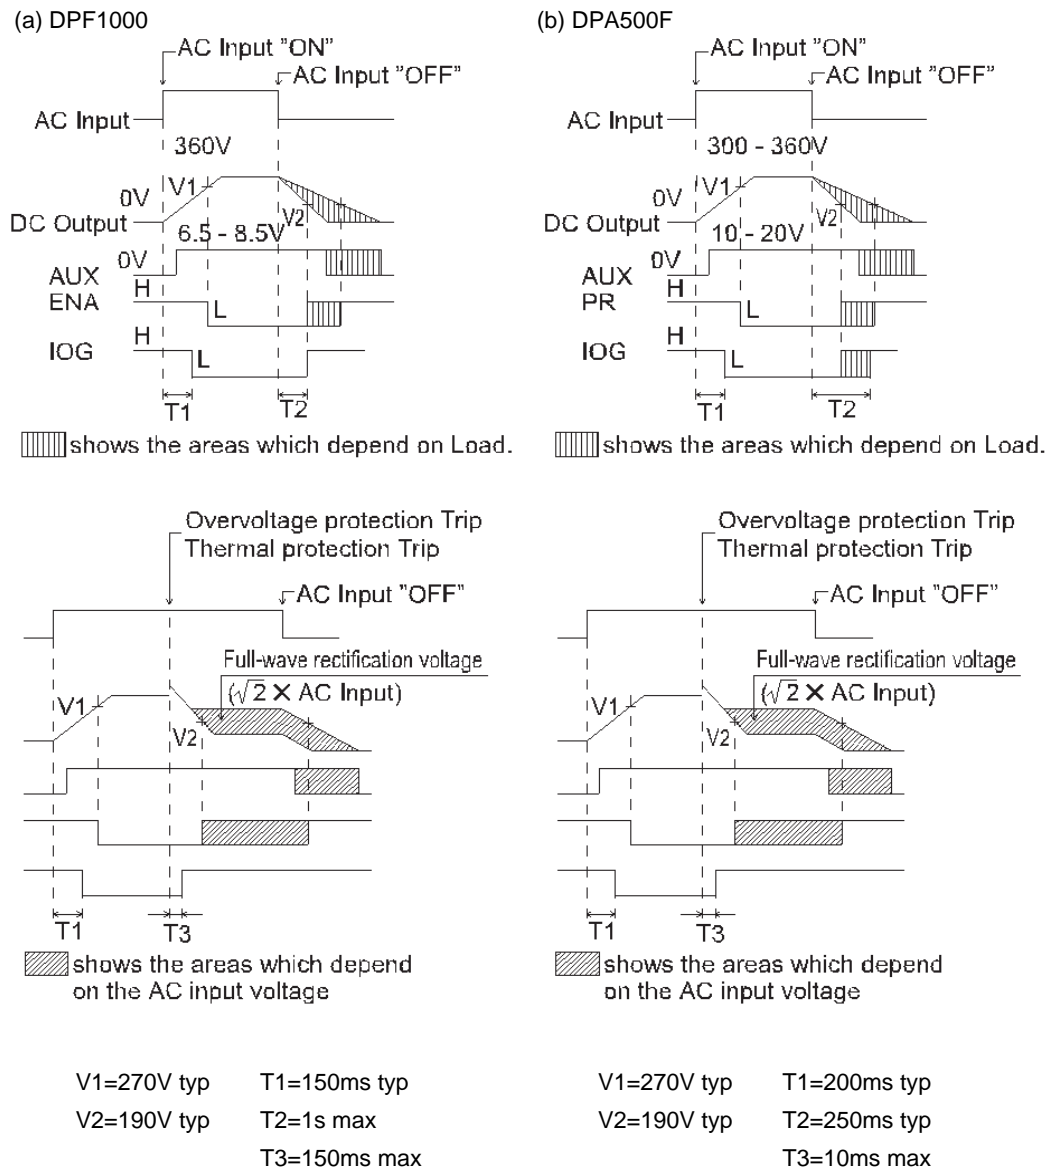 (a) DPF1000
AC Input ”ON”
AC Input ”OFF”
AC Input
360V
0V
V1
DC Output
V2
6.5 - 8.5V
0V
AUX
H
ENA
L
H
IOG
L
T1
T2
shows the areas which depend on Load.
Overvoltage protection Trip
Thermal protection Trip
AC Input ”OFF”
Full-wave rectification voltage
(√2 × AC Input)
V1
V2
T1
T3
shows the areas which depend
on the AC input voltage
V1=270V typ T1=150ms typ
V2=190V typ T2=1s max
T3=150ms max
(b) DPA500F
AC Input ”ON”
AC Input ”OFF”
AC Input
300 - 360V
0V
V1
DC Output
V2
10 - 20V
0V
AUX
H
PR
L
H
IOG
L
T1
T2
shows the areas which depend on Load.
Overvoltage protection Trip
Thermal protection Trip
AC Input ”OFF”
Full-wave rectification voltage
(√2 × AC Input)
V1
V2
T1
T3
shows the areas which depend
on the AC input voltage
V1=270V typ T1=200ms typ
V2=190V typ T2=250ms typ
T3=10ms max